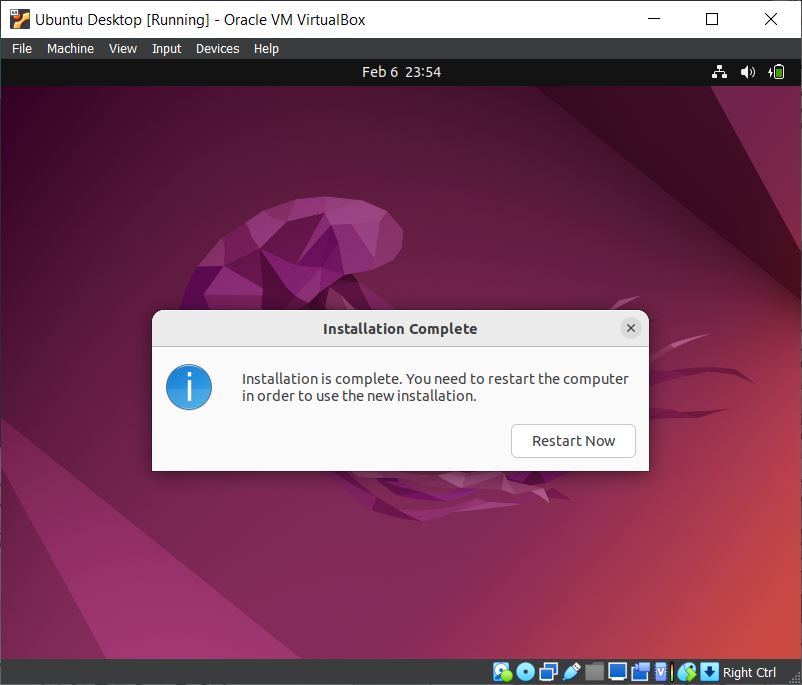 Ubuntu Desktop [Running] - Oracle VM VirtualBox
File Machine View Input Devices Help
Feb 6 23:54
Installation Complete
Installation is complete. You need to restart the computer
in order to use the new installation.
Restart Now
Right Ctrl